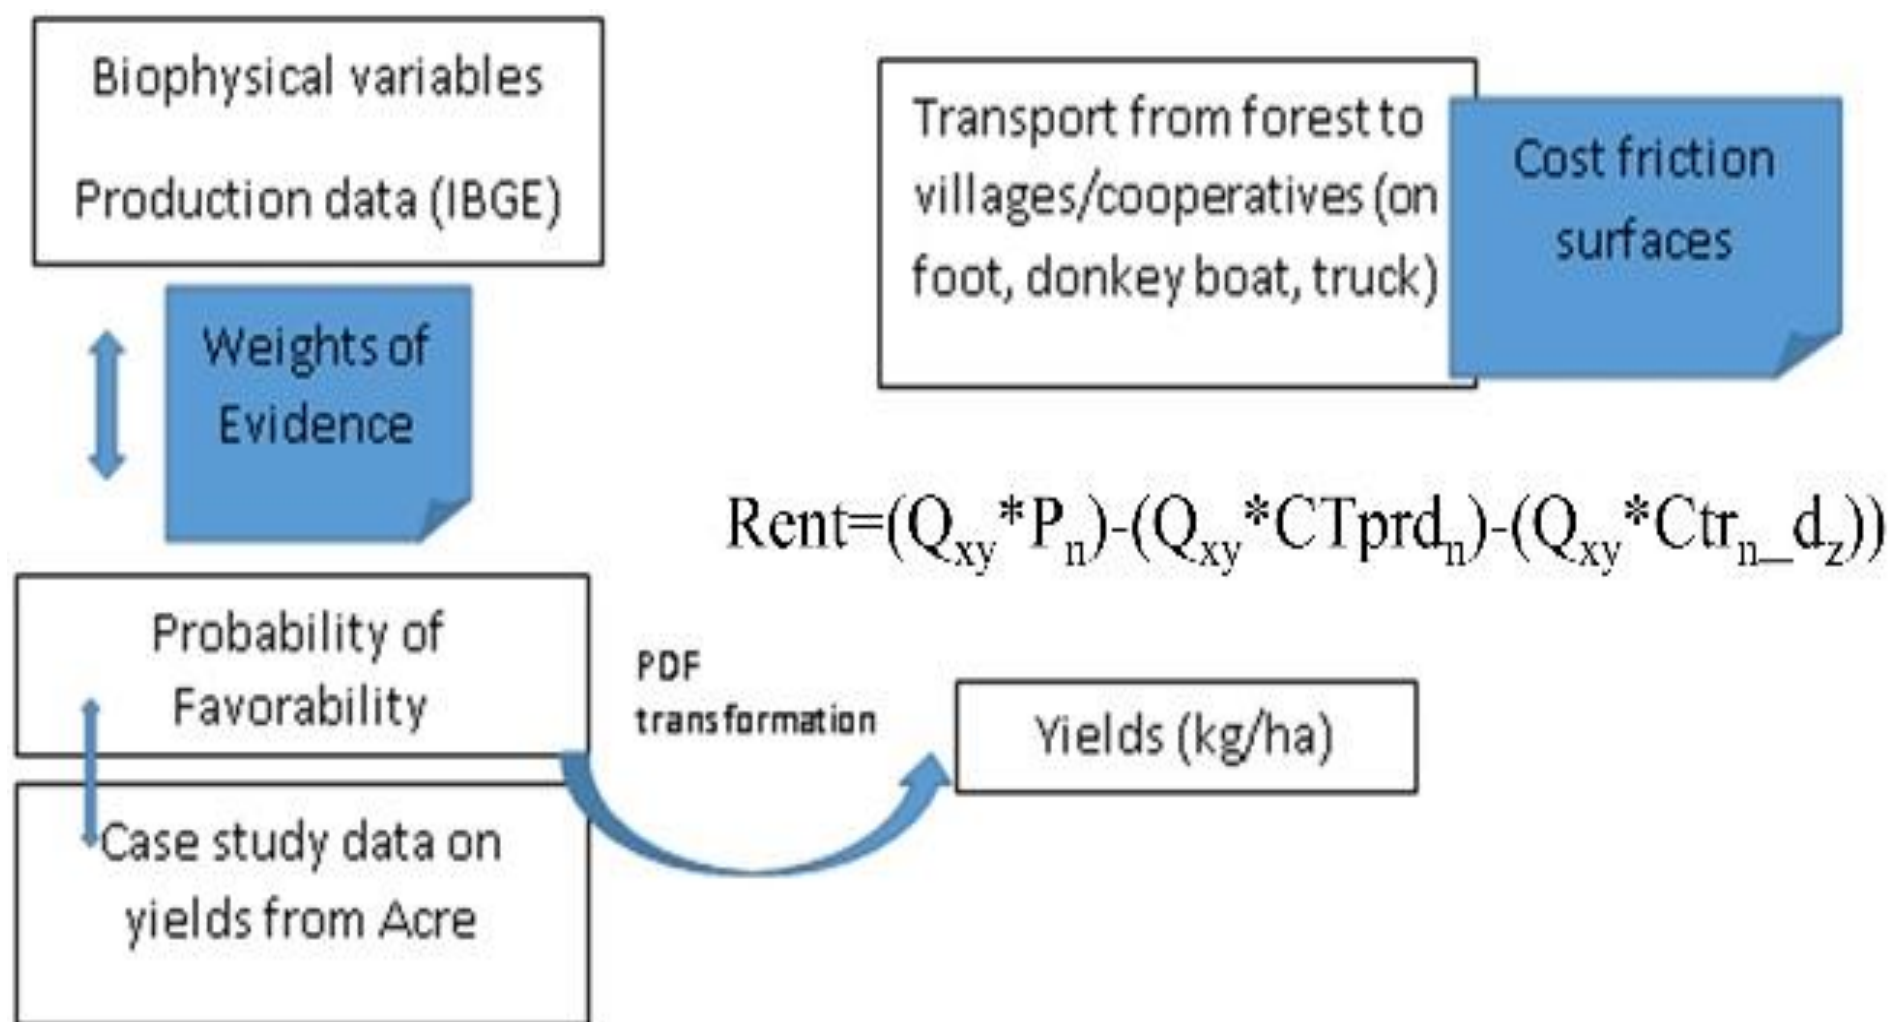 Biophysical variables
Production data (IBGE)
Weights of
Evidence
Probability of
Favorability
Case study data on
yields from Acre
PDF
transformation
Yields (kg/ha)
Transport from forest to
villages/cooperatives (on
foot, donkey boat, truck)
Cost friction
surfaces
Rent=(Qxy*Pn)-(Qxy*CTprdn)-(Qxy*Ctrn_dz))